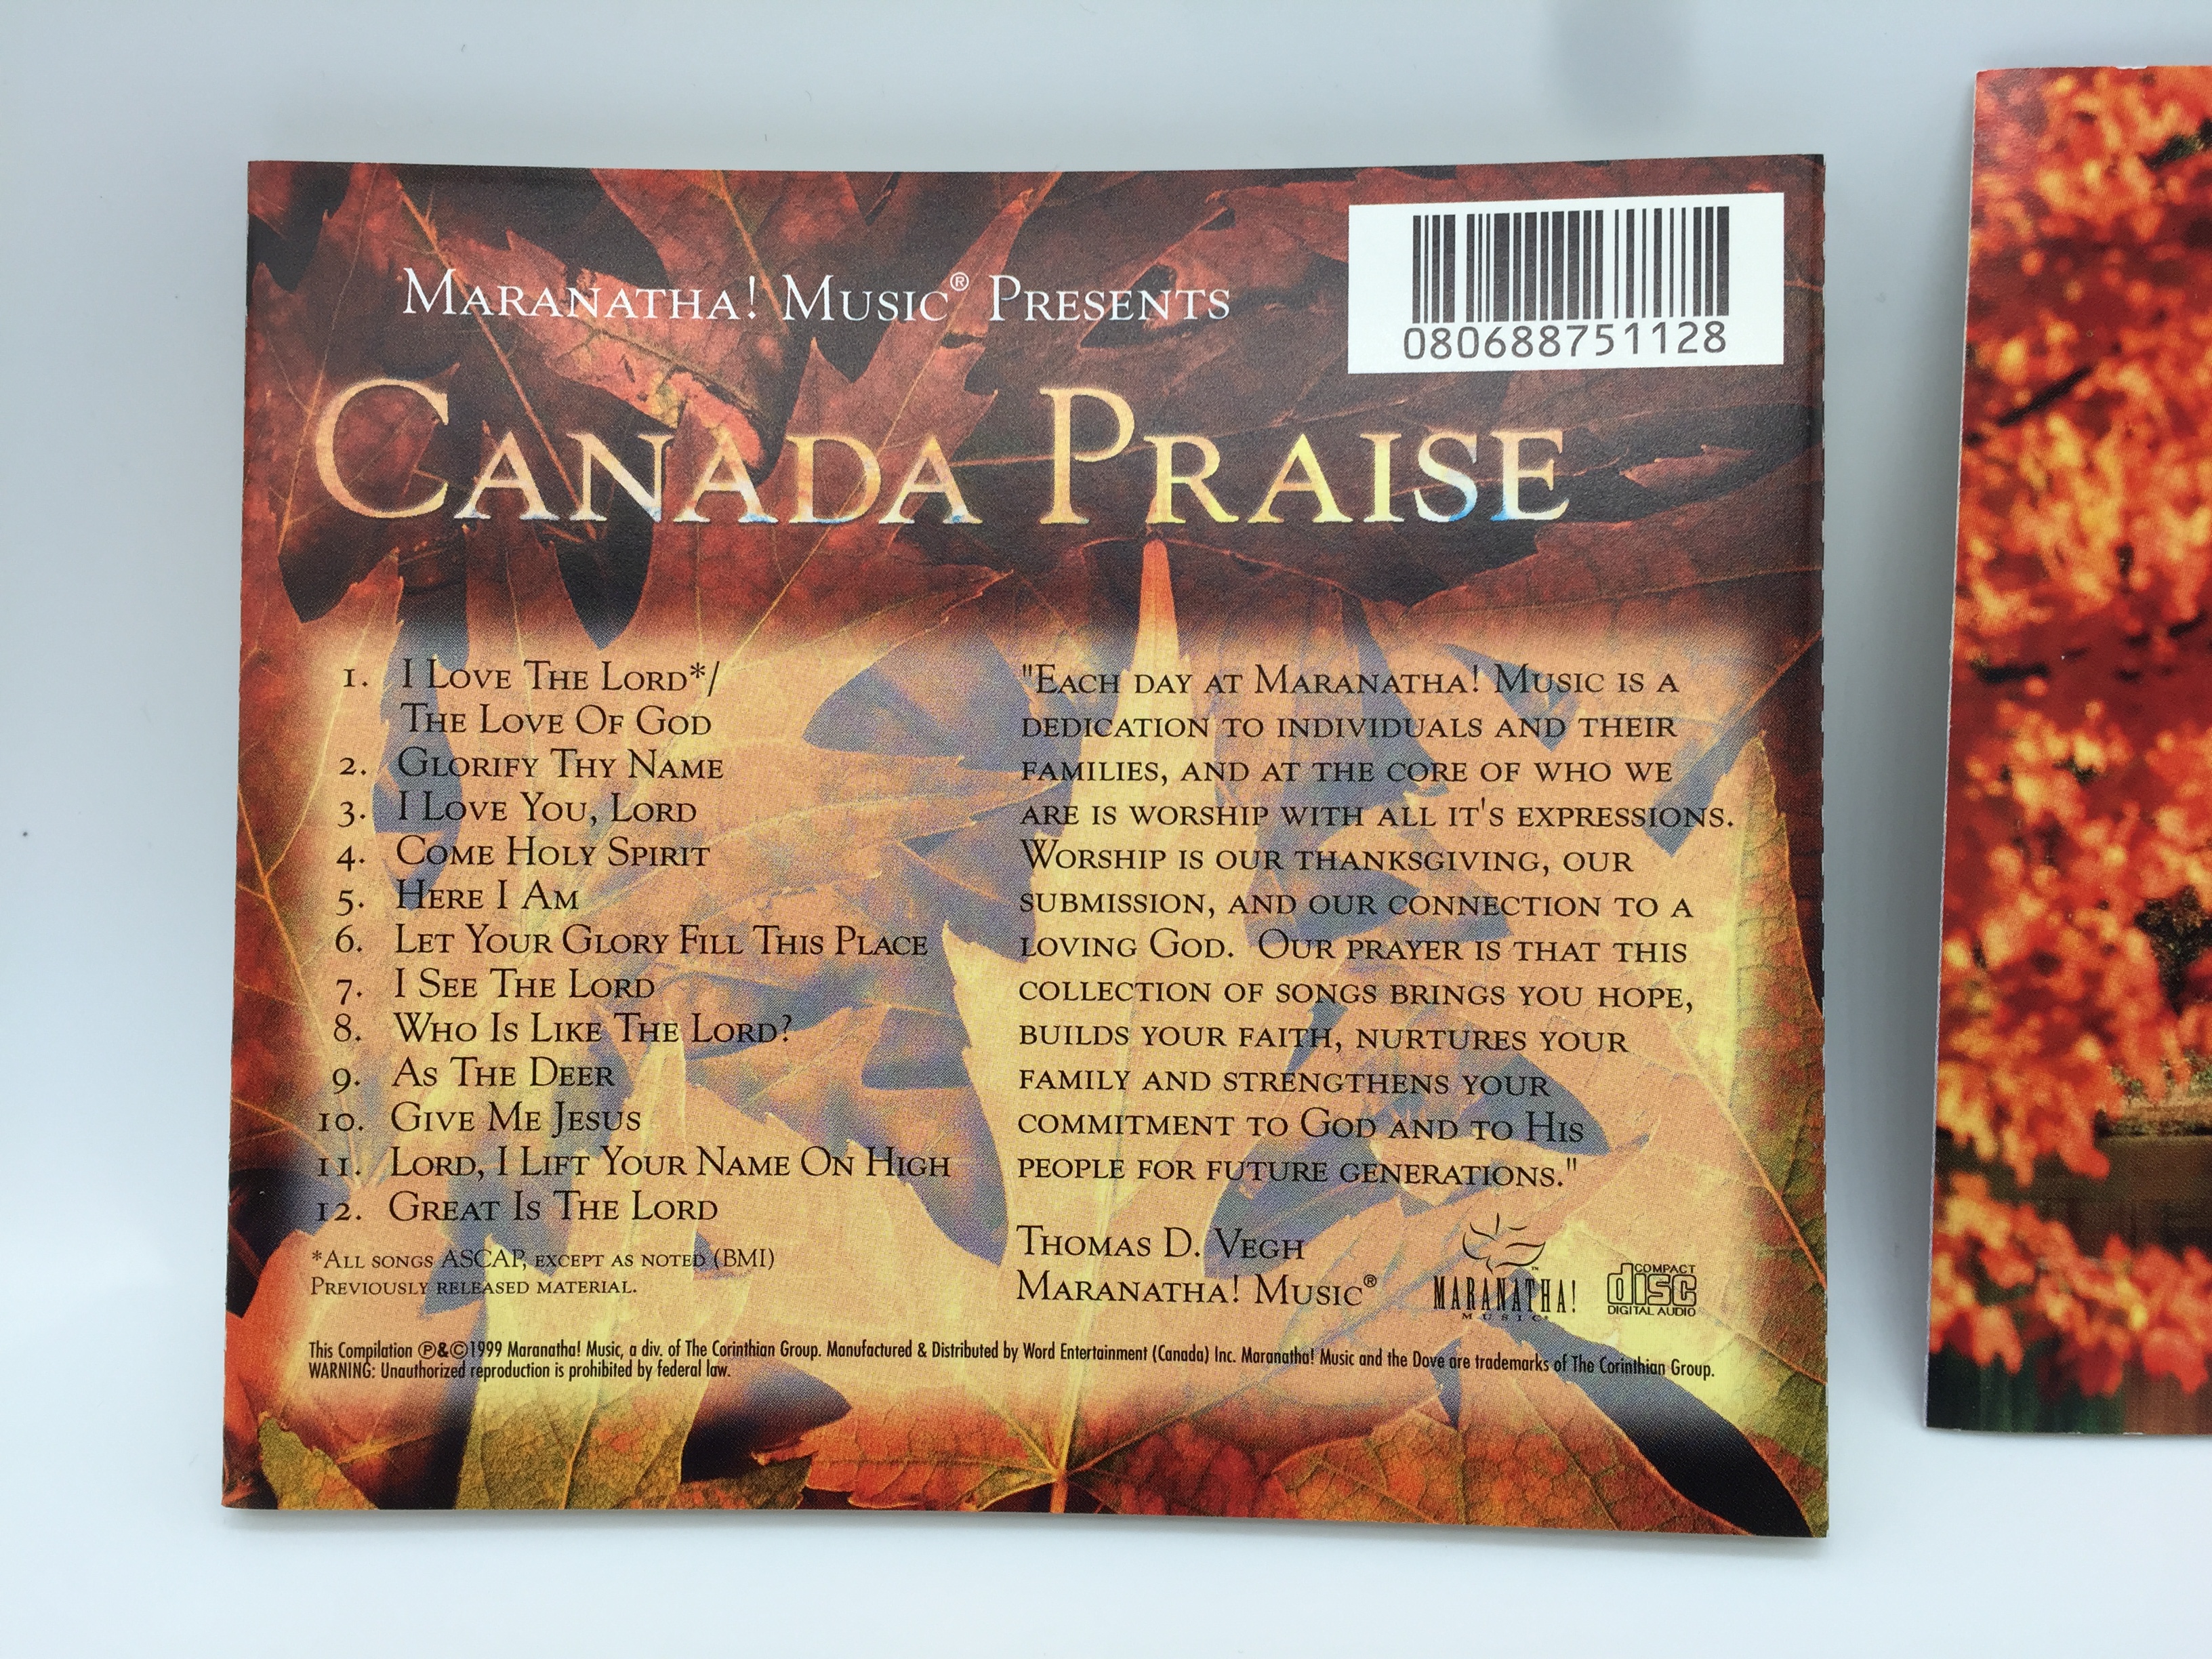 Maranatha! Music® Presents
080688751128
Canada Praise
1. I Love The Lord*/
The Love Of God
2. Glorify Thy Name
3. I Love You, Lord
4. Come Holy Spirit
5. Here I Am
6. Let Your Glory Fill This Place
7. I See The Lord
8. Who Is Like The Lord?
9. As The Deer
10. Give Me Jesus
11. Lord, I Lift Your Name On High
12. Great Is The Lord
*All songs ASCAP, except as noted (BMI)
Previously released material.
"Each day at Maranatha! Music is a
dedication to individuals and their
families, and at the core of who we
are is worship with all it's expressions.
Worship is our thanksgiving, our
submission, and our connection to a
loving God. Our prayer is that this
collection of songs brings you hope,
builds your faith, nurtures your
family and strengthens your
commitment to God and to His
people for future generations."
Thomas D. Vegh
Maranatha! Music®
MARANATHA!™
MUSIC®
COMPACT
disc
DIGITAL AUDIO
This Compilation ℗&©1999 Maranatha! Music, a div. of The Corinthian Group. Manufactured & Distributed by Word Entertainment (Canada) Inc. Maranatha! Music and the Dove are trademarks of The Corinthian Group.
WARNING: Unauthorized reproduction is prohibited by federal law.